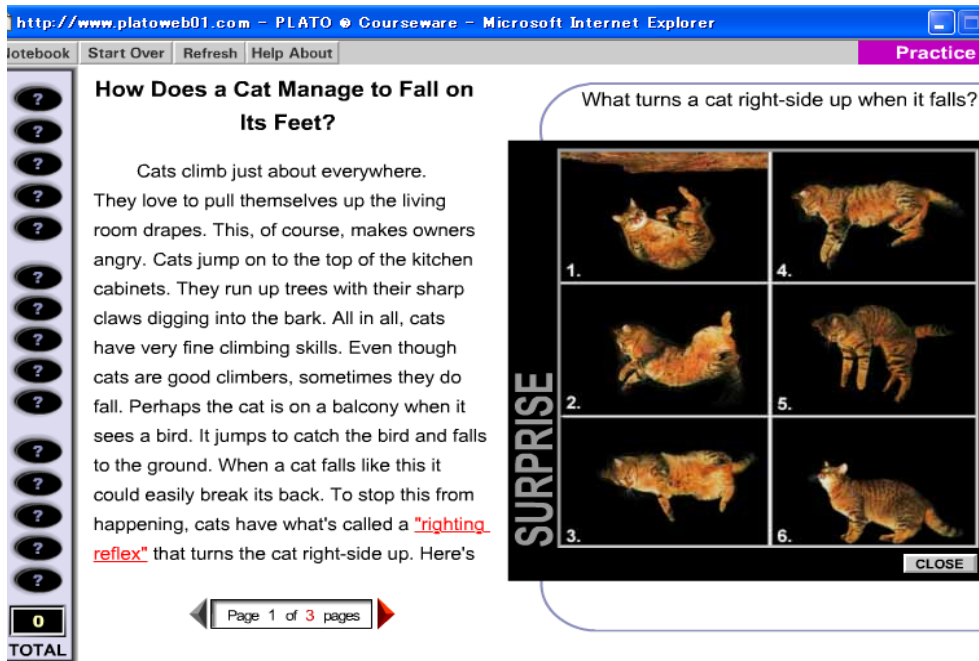 http://www.platoweb01.com - PLATO ® Courseware - Microsoft Internet Explorer
Notebook Start Over Refresh Help About
Practice
How Does a Cat Manage to Fall on
Its Feet?
Cats climb just about everywhere.
They love to pull themselves up the living
room drapes. This, of course, makes owners
angry. Cats jump on to the top of the kitchen
cabinets. They run up trees with their sharp
claws digging into the bark. All in all, cats
have very fine climbing skills. Even though
cats are good climbers, sometimes they do
fall. Perhaps the cat is on a balcony when it
sees a bird. It jumps to catch the bird and falls
to the ground. When a cat falls like this it
could easily break its back. To stop this from
happening, cats have what's called a "righting
reflex" that turns the cat right-side up. Here's
Page 1 of 3 pages
? 
?
?
?
?
?
?
?
?
?
?
?
?
?
?
0
TOTAL
What turns a cat right-side up when it falls?
SURPRISE
1.
2.
3.
4.
5.
6.
CLOSE